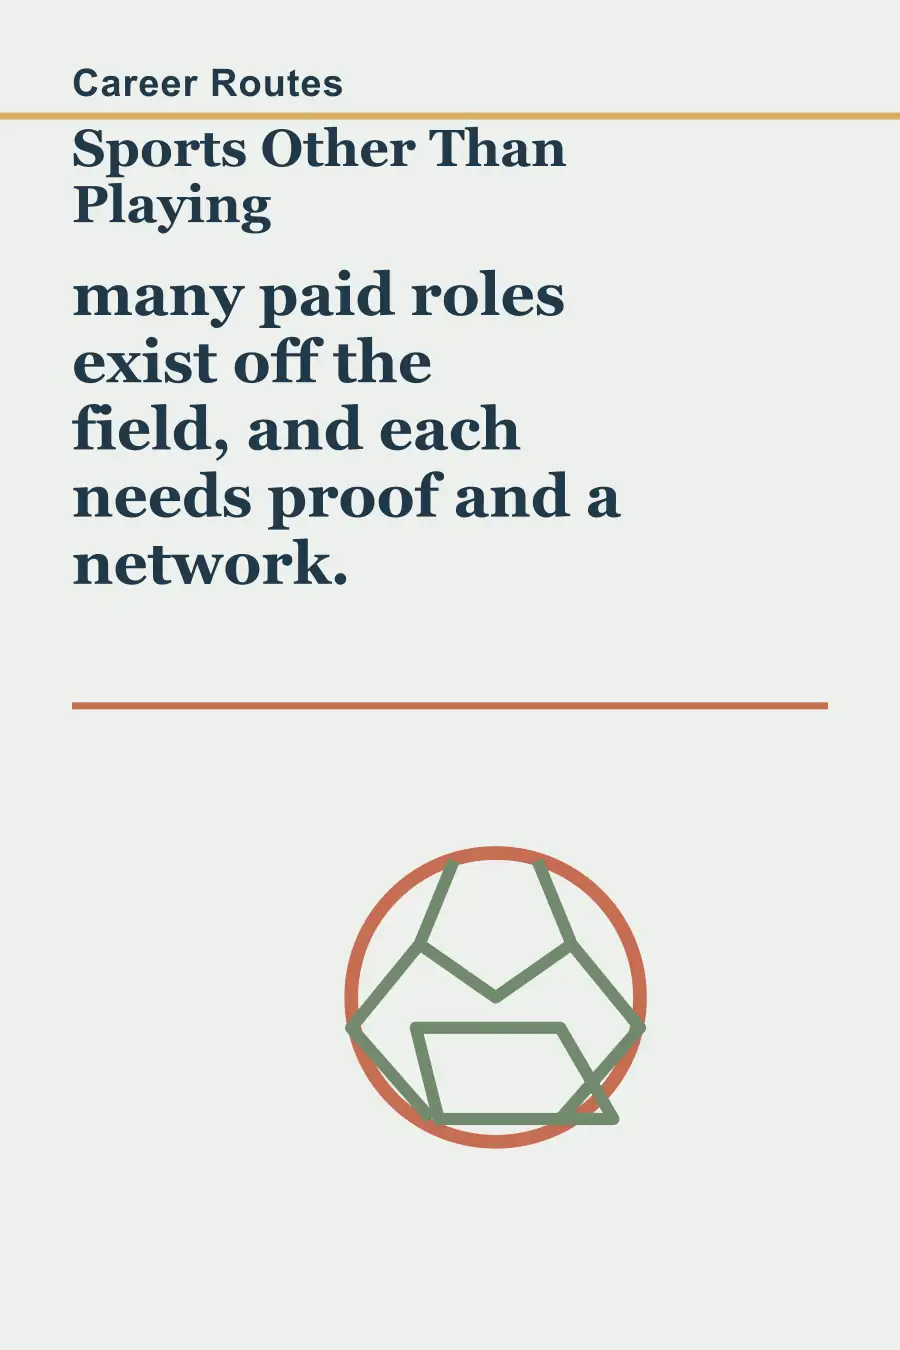 Career Routes
Sports Other Than
Playing
many paid roles
exist off the
field, and each
needs proof and a
network.